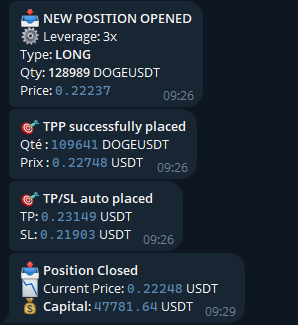 NEW POSITION OPENED
Leverage: 3x
Type: LONG
Qty: 128989 DOGEUSDT
Price: 0.22237
09:26
TPP successfully placed
Qté : 109641 DOGEUSDT
Prix : 0.22748 USDT
09:26
TP/SL auto placed
TP: 0.23149 USDT
SL: 0.21903 USDT
09:26
Position Closed
Current Price: 0.22248 USDT
Capital: 47781.64 USDT
09:29